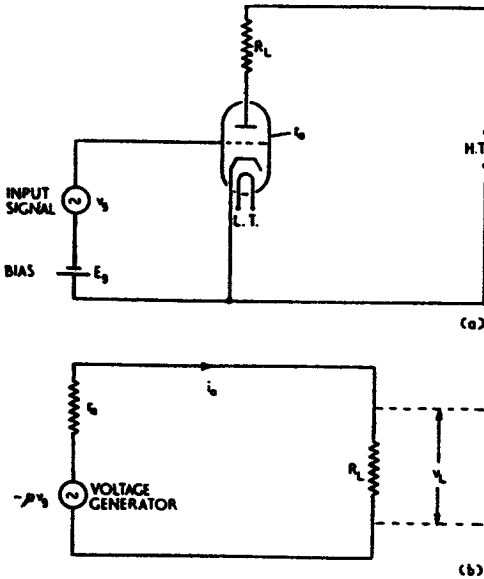 R_L
r_a
H.T.
INPUT
SIGNAL
v_g
L.T.
BIAS
E_g
(a)
i_a
r_a
R_L
v_L
-μv_g
VOLTAGE
GENERATOR
(b)